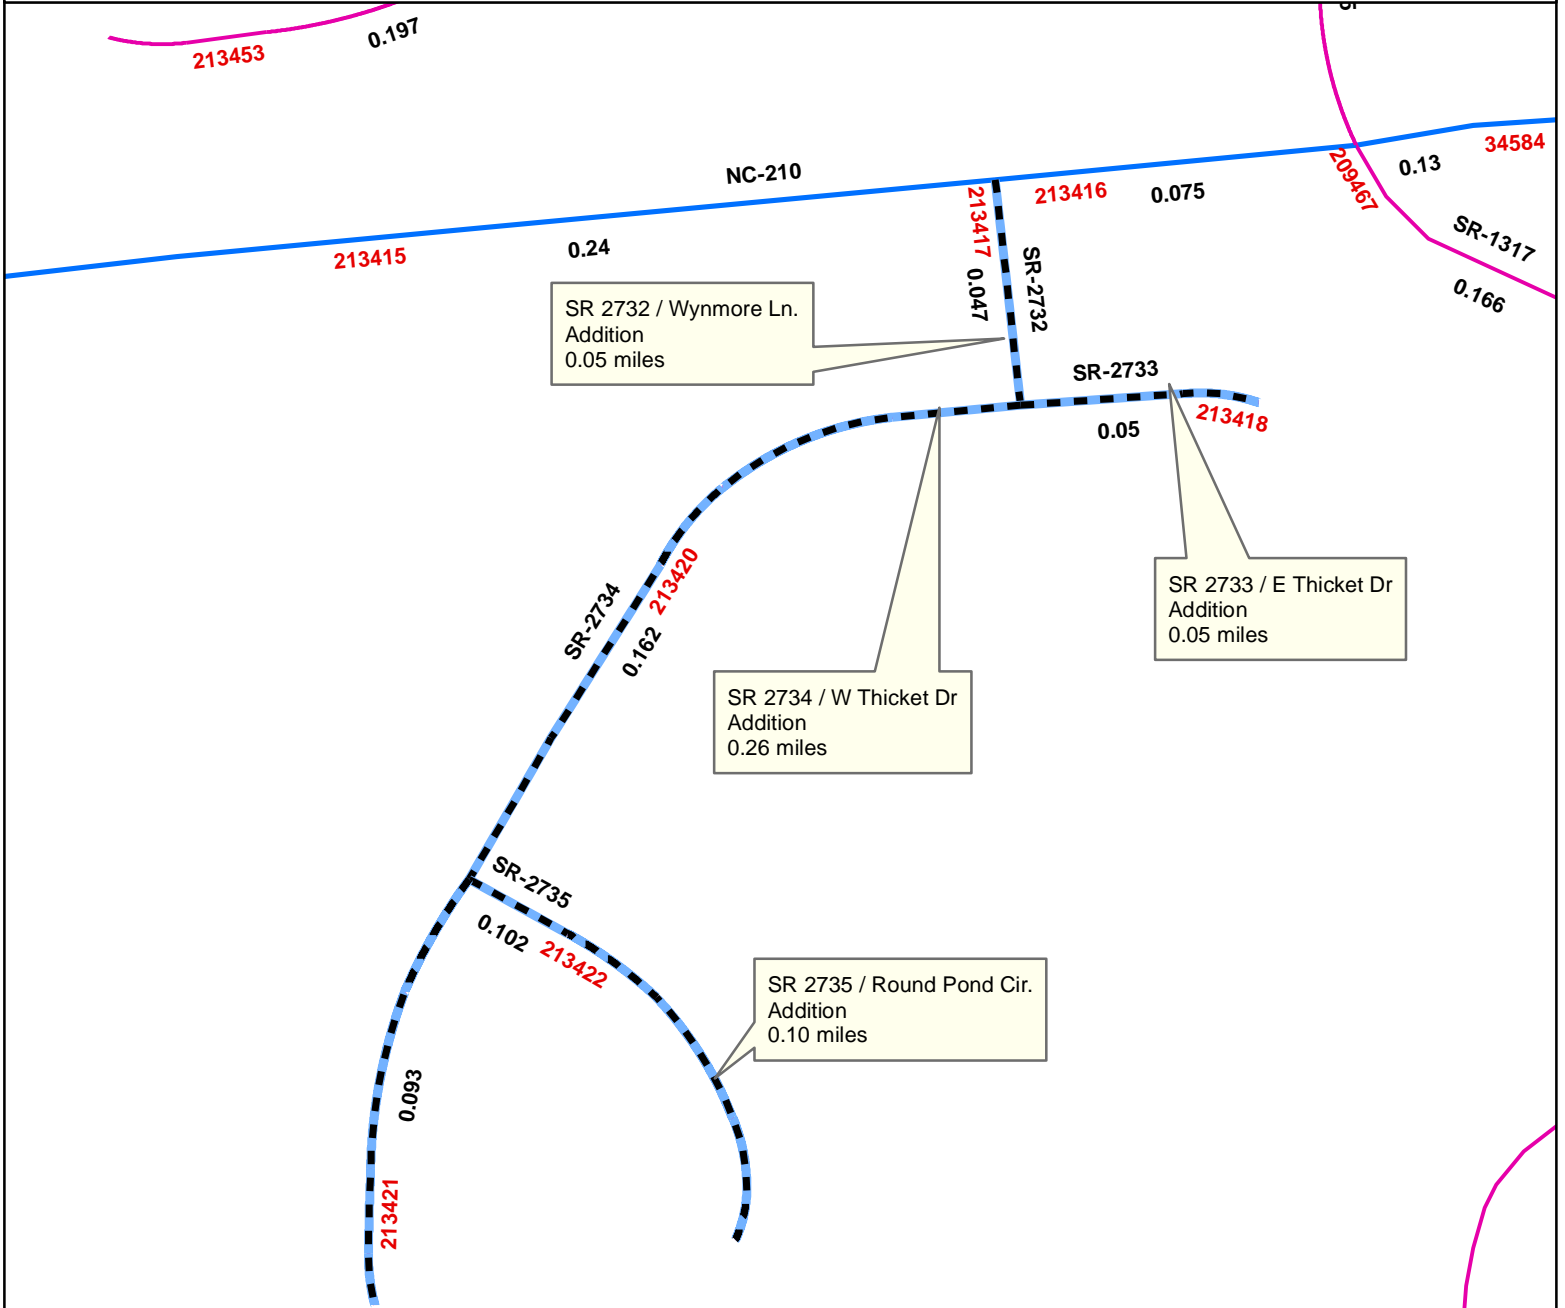 0.197
213453
NC-210
34584
0.13
209467
213416
0.075
213417
SR-1317
0.24
213415
SR-2732
0.047
0.166
SR 2732 / Wynmore Ln.
Addition
0.05 miles
SR-2733
213418
0.05
213420
SR-2734
0.162
SR 2733 / E Thicket Dr
Addition
0.05 miles
SR 2734 / W Thicket Dr
Addition
0.26 miles
SR-2735
0.102
213422
SR 2735 / Round Pond Cir.
Addition
0.10 miles
0.093
213421